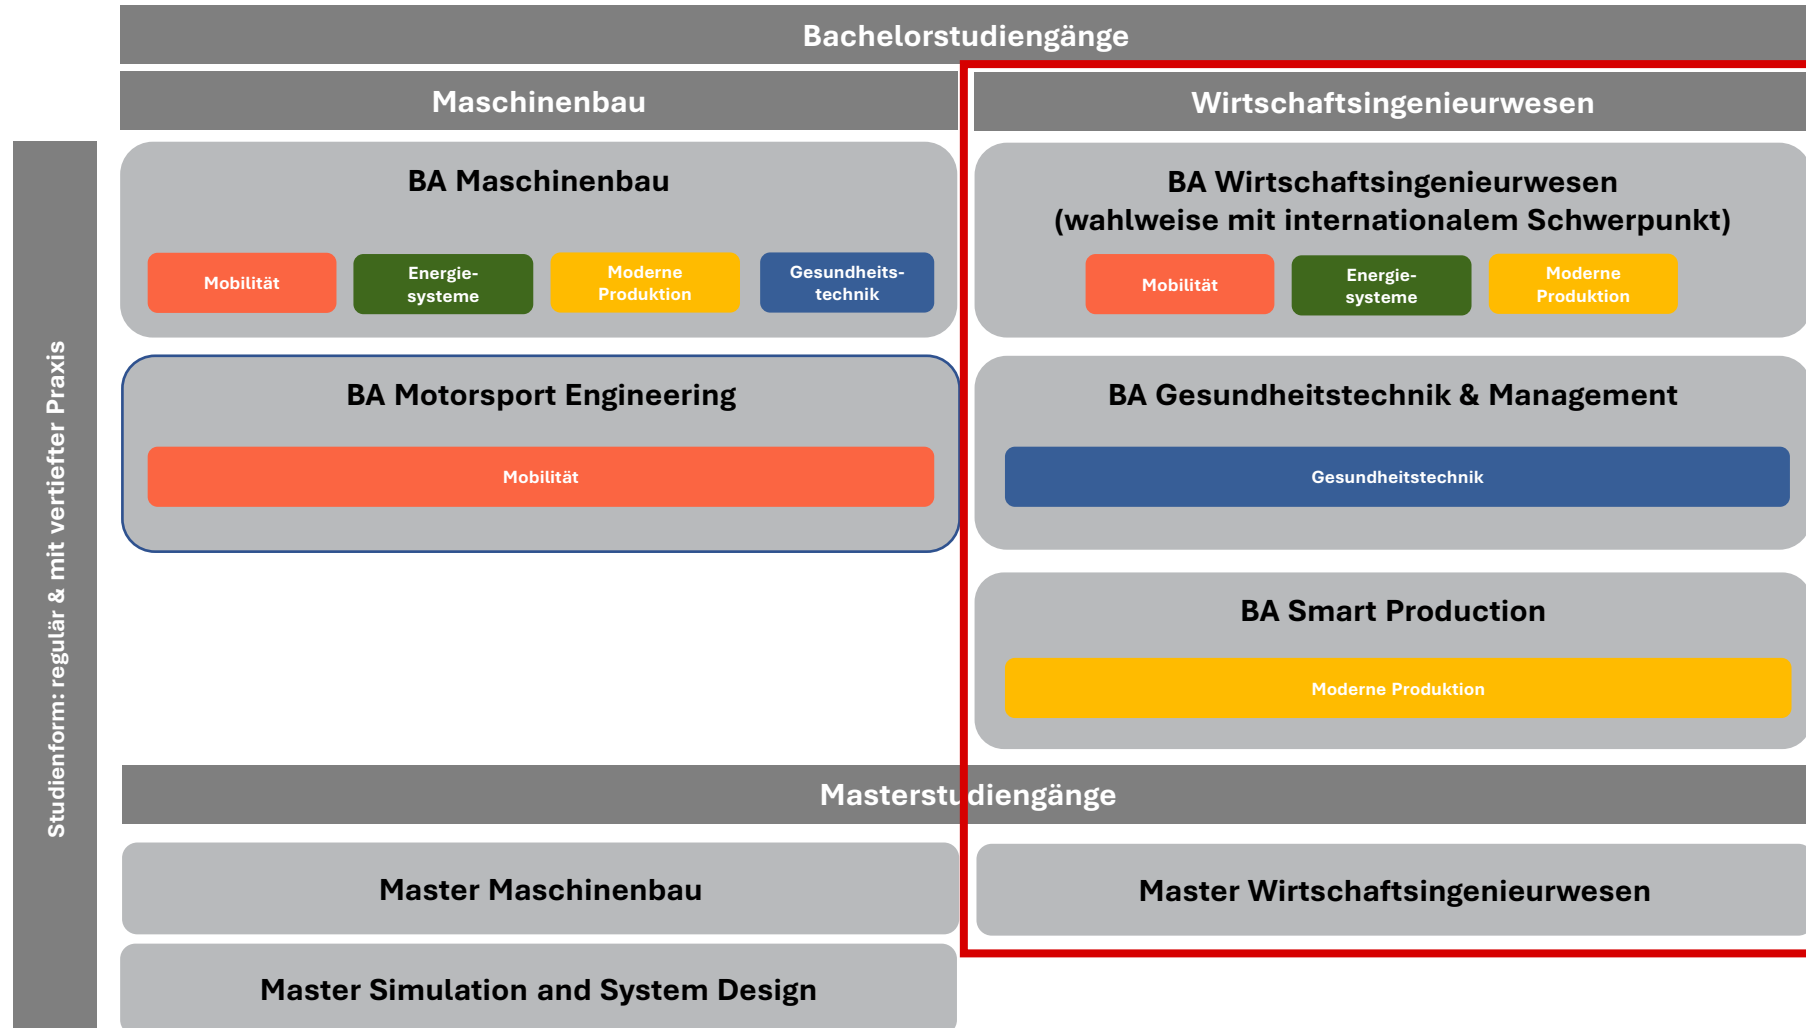 Bachelorstudiengänge
Maschinenbau
Wirtschaftsingenieurwesen
Studienform: regulär & mit vertiefter Praxis
BA Maschinenbau
Mobilität
Energie-
systeme
Moderne
Produktion
Gesundheits-
technik
BA Wirtschaftsingenieurwesen
(wahlweise mit internationalem Schwerpunkt)
Mobilität
Energie-
systeme
Moderne
Produktion
BA Motorsport Engineering
Mobilität
BA Gesundheitstechnik & Management
Gesundheitstechnik
BA Smart Production
Moderne Produktion
Masterstudiengänge
Master Maschinenbau
Master Wirtschaftsingenieurwesen
Master Simulation and System Design